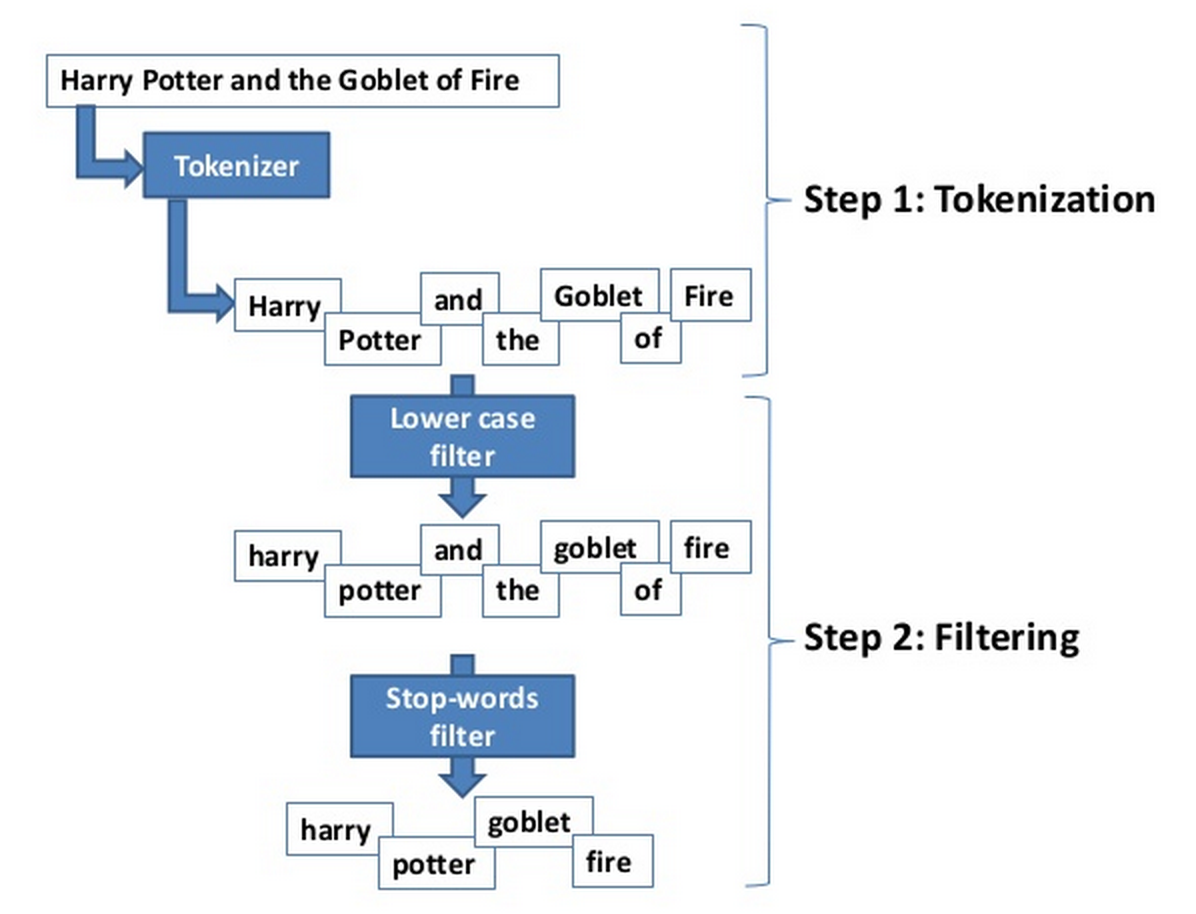 Harry Potter and the Goblet of Fire
Tokenizer
Step 1: Tokenization
Harry
Potter
and
the
Goblet
of
Fire
Lower case
filter
harry
potter
and
the
goblet
of
fire
Step 2: Filtering
Stop-words
filter
harry
potter
goblet
fire